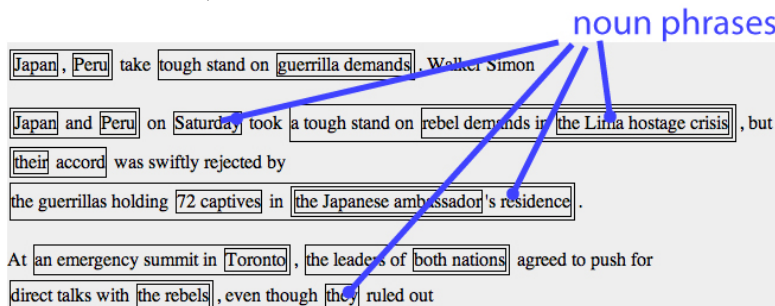 noun phrases
Japan, Peru take tough stand on guerrilla demands. Walker Simon
Japan and Peru on Saturday took a tough stand on rebel demands in the Lima hostage crisis, but
their accord was swiftly rejected by
the guerrillas holding 72 captives in the Japanese ambassador's residence.
At an emergency summit in Toronto, the leaders of both nations agreed to push for
direct talks with the rebels, even though they ruled out